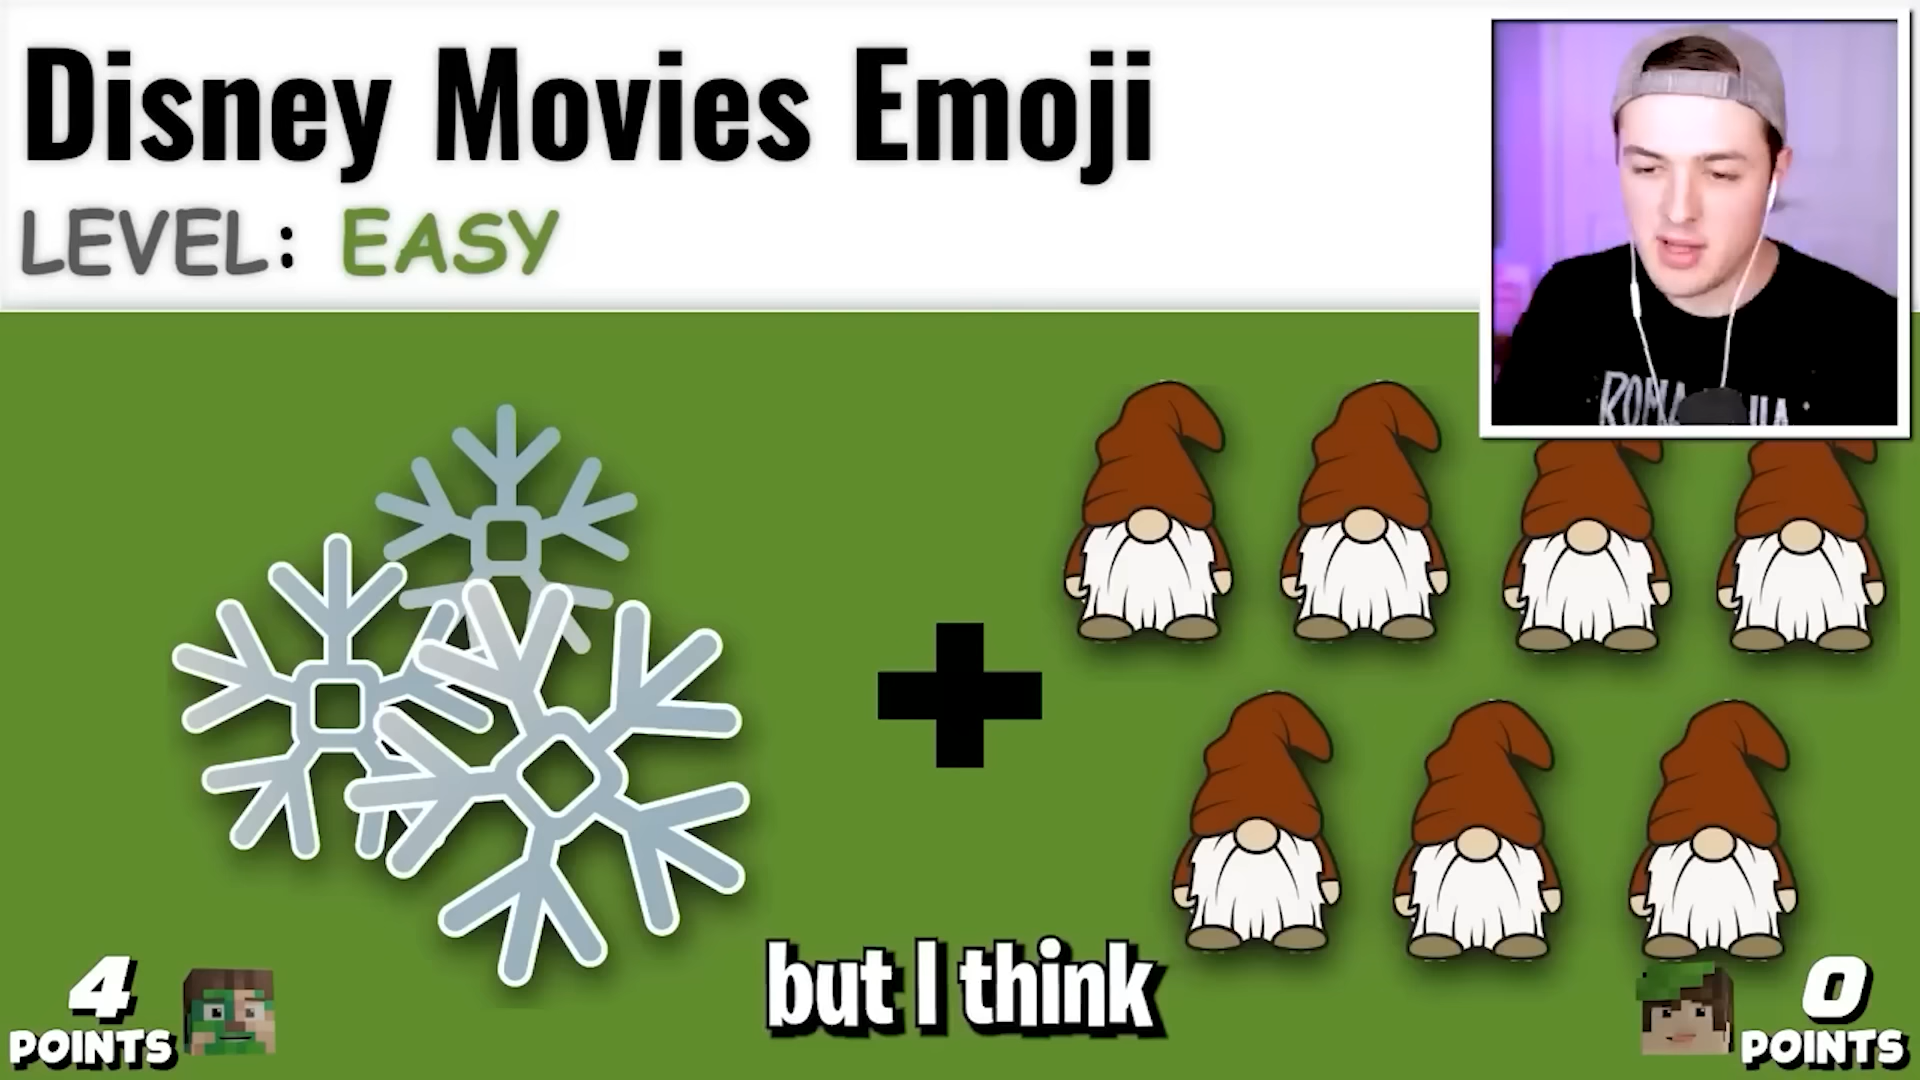 Disney Movies Emoji
LEVEL: EASY
but I think
4
POINTS
0
POINTS